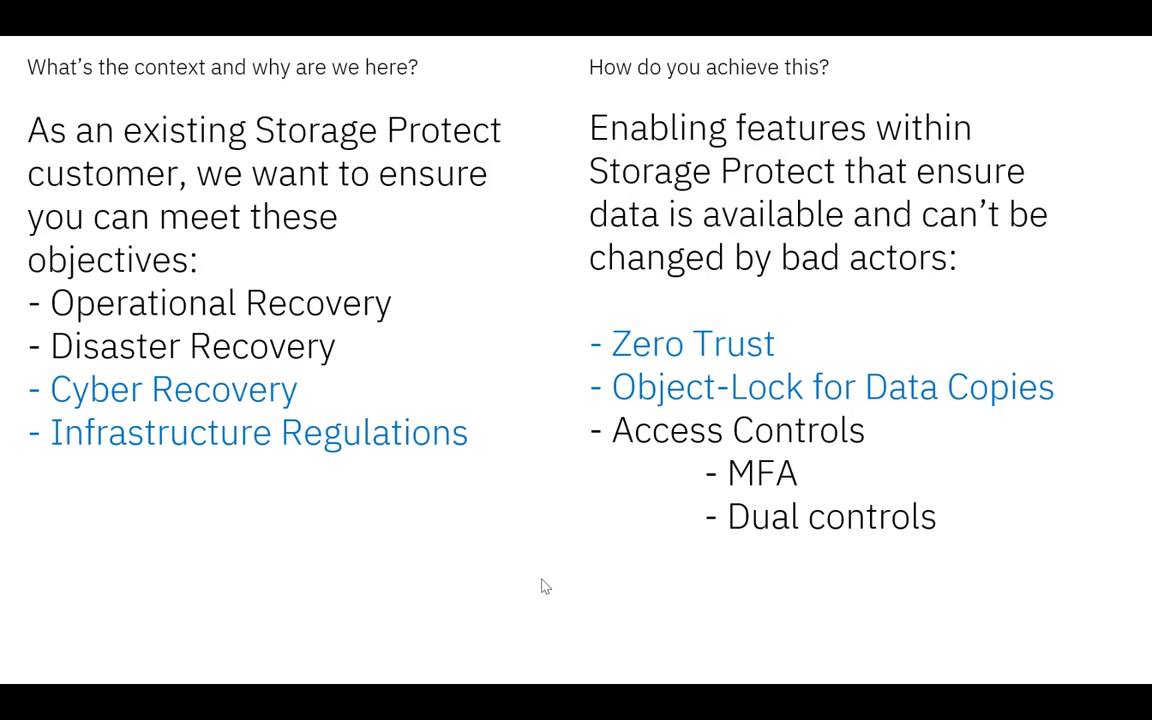 What's the context and why are we here?
As an existing Storage Protect
customer, we want to ensure
you can meet these
objectives:
- Operational Recovery
- Disaster Recovery
- Cyber Recovery
- Infrastructure Regulations
How do you achieve this?
Enabling features within
Storage Protect that ensure
data is available and can't be
changed by bad actors:
- Zero Trust
- Object-Lock for Data Copies
- Access Controls
- MFA
- Dual controls